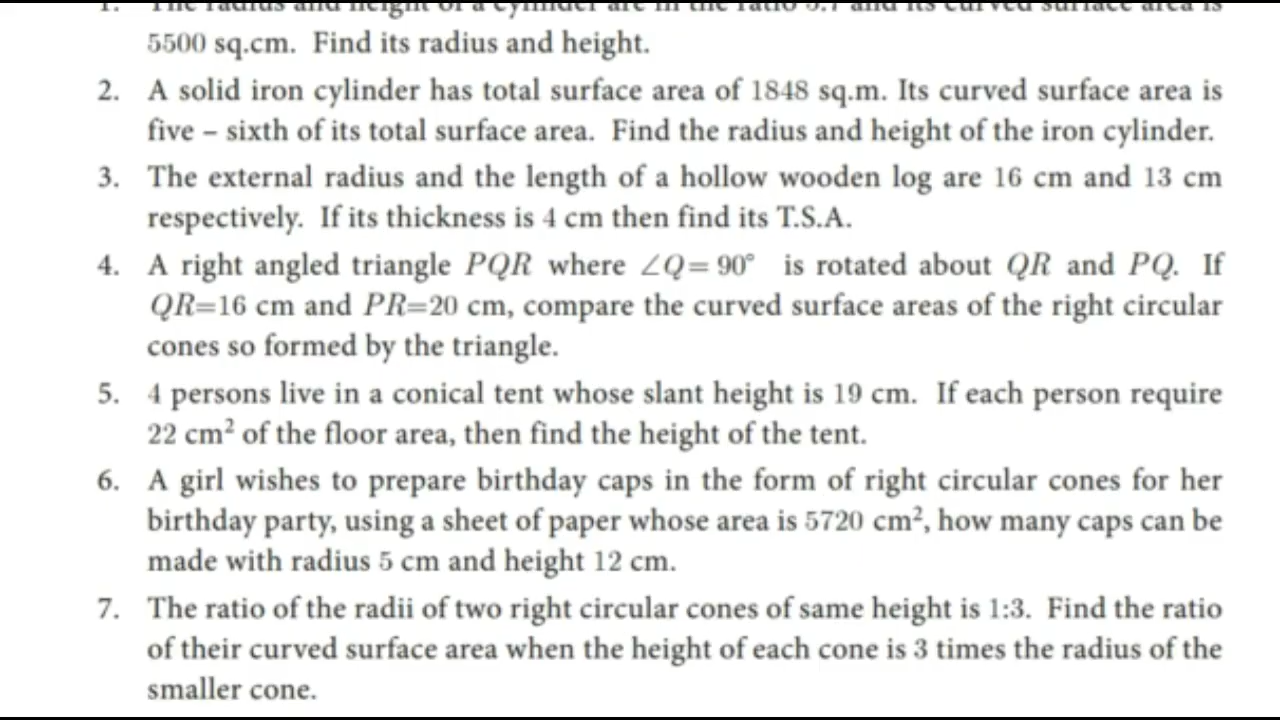 1. The radius and height of a cylinder are in the ratio 5:7 and its curved surface area is
5500 sq.cm. Find its radius and height.
2. A solid iron cylinder has total surface area of 1848 sq.m. Its curved surface area is
five – sixth of its total surface area. Find the radius and height of the iron cylinder.
3. The external radius and the length of a hollow wooden log are 16 cm and 13 cm
respectively. If its thickness is 4 cm then find its T.S.A.
4. A right angled triangle PQR where ∠Q= 90° is rotated about QR and PQ. If
QR=16 cm and PR=20 cm, compare the curved surface areas of the right circular
cones so formed by the triangle.
5. 4 persons live in a conical tent whose slant height is 19 cm. If each person require
22 cm² of the floor area, then find the height of the tent.
6. A girl wishes to prepare birthday caps in the form of right circular cones for her
birthday party, using a sheet of paper whose area is 5720 cm², how many caps can be
made with radius 5 cm and height 12 cm.
7. The ratio of the radii of two right circular cones of same height is 1:3. Find the ratio
of their curved surface area when the height of each cone is 3 times the radius of the
smaller cone.